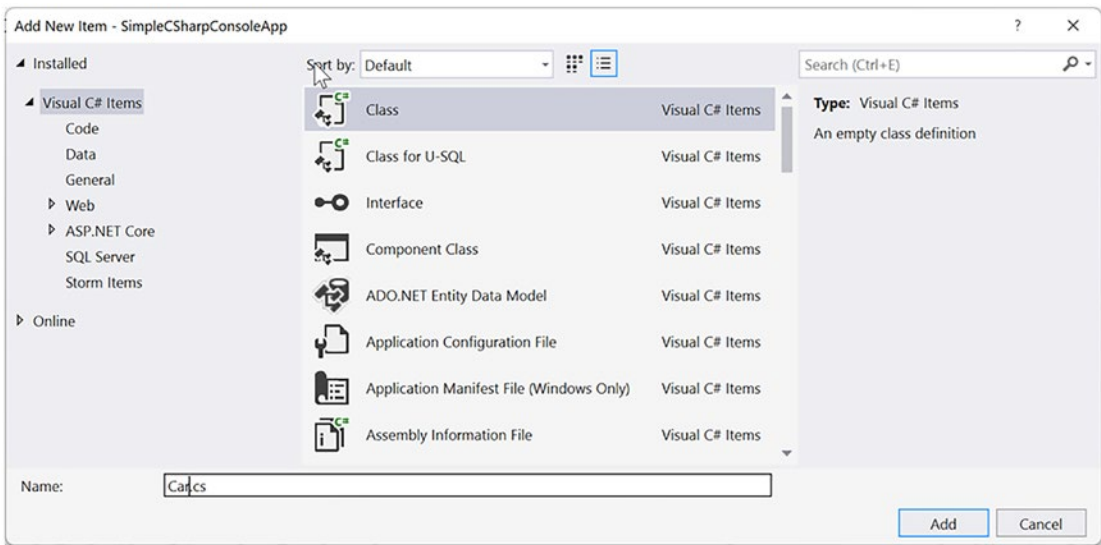 Add New Item - SimpleCSharpConsoleApp
? ×
Installed
Visual C# Items
Code
Data
General
Web
ASP.NET Core
SQL Server
Storm Items
Online
Sort by: Default
Class Visual C# Items
Class for U-SQL Visual C# Items
Interface Visual C# Items
Component Class Visual C# Items
ADO.NET Entity Data Model Visual C# Items
Application Configuration File Visual C# Items
Application Manifest File (Windows Only) Visual C# Items
Assembly Information File Visual C# Items
Search (Ctrl+E)
Type: Visual C# Items
An empty class definition
Name: Car.cs
Add Cancel